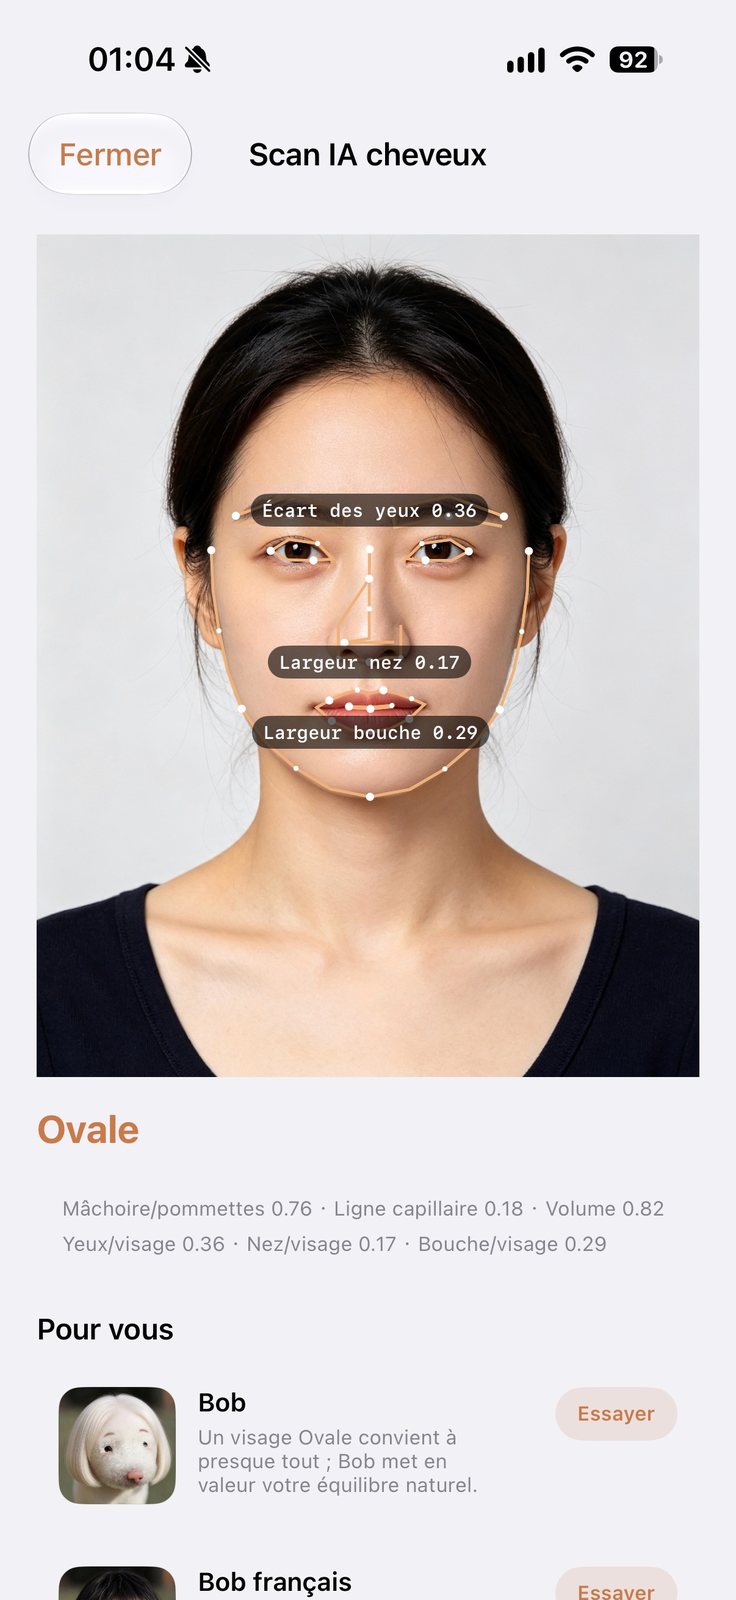 01:04
92
Fermer
Scan IA cheveux
Écart des yeux 0.36
Largeur nez 0.17
Largeur bouche 0.29
Ovale
Mâchoire/pommettes 0.76 · Ligne capillaire 0.18 · Volume 0.82
Yeux/visage 0.36 · Nez/visage 0.17 · Bouche/visage 0.29
Pour vous
Bob
Essayer
Un visage Ovale convient à
presque tout ; Bob met en
valeur votre équilibre naturel.
Bob français
Essayer